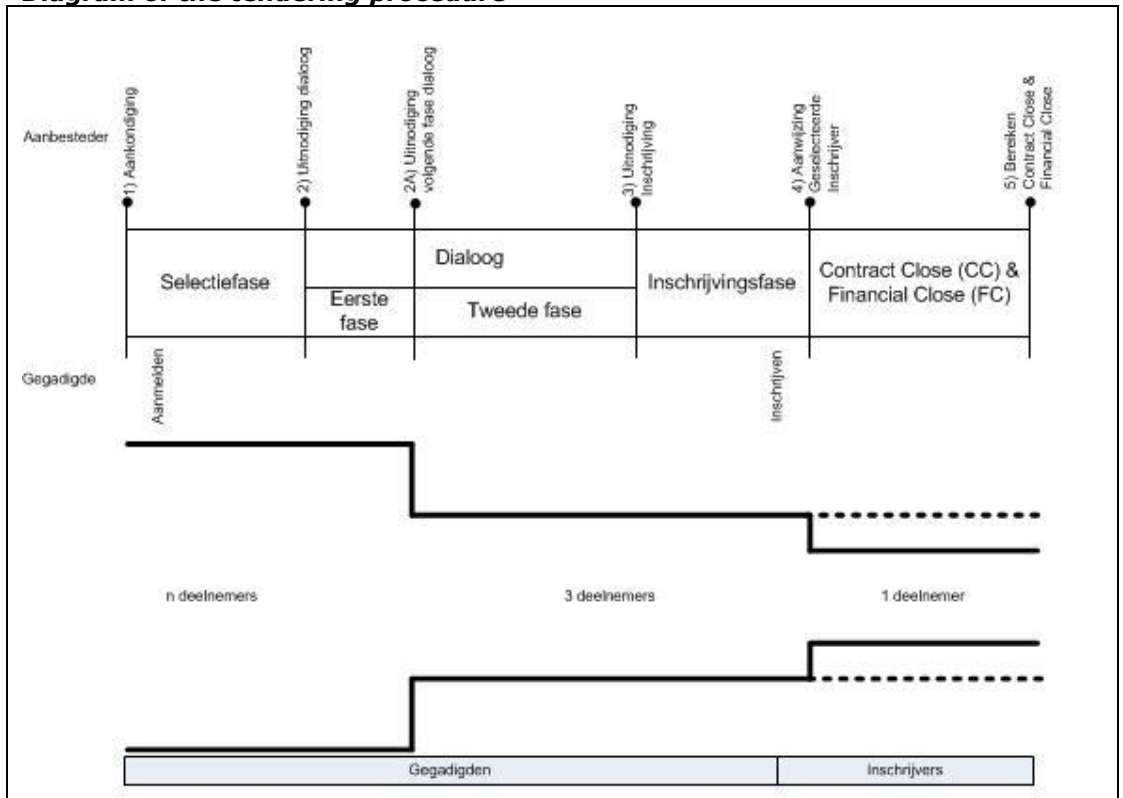 Diagram of the tendering procedure
Aanbesteder
1) Aankondiging
2) Uitnodiging dialoog
2A) Uitnodiging
volgende fase dialoog
3) Uitnodiging
Inschrijving
4) Aanwijzing
Geselecteerde
Inschrijver
5) Bereiken
Contract Close &
Financial Close
Selectiefase
Dialoog
Eerste
fase
Tweede fase
Inschrijvingsfase
Contract Close (CC) &
Financial Close (FC)
Gegadigde
Aanmelden
Inschrijven
n deelnemers
3 deelnemers
1 deelnemer
Gegadigden
Inschrijvers